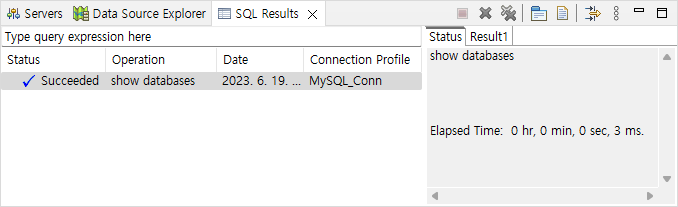 Servers Data Source Explorer SQL Results
Type query expression here
Status Operation Date Connection Profile
Succeeded show databases 2023. 6. 19. ... MySQL_Conn
Status Result1
show databases
Elapsed Time: 0 hr, 0 min, 0 sec, 3 ms.